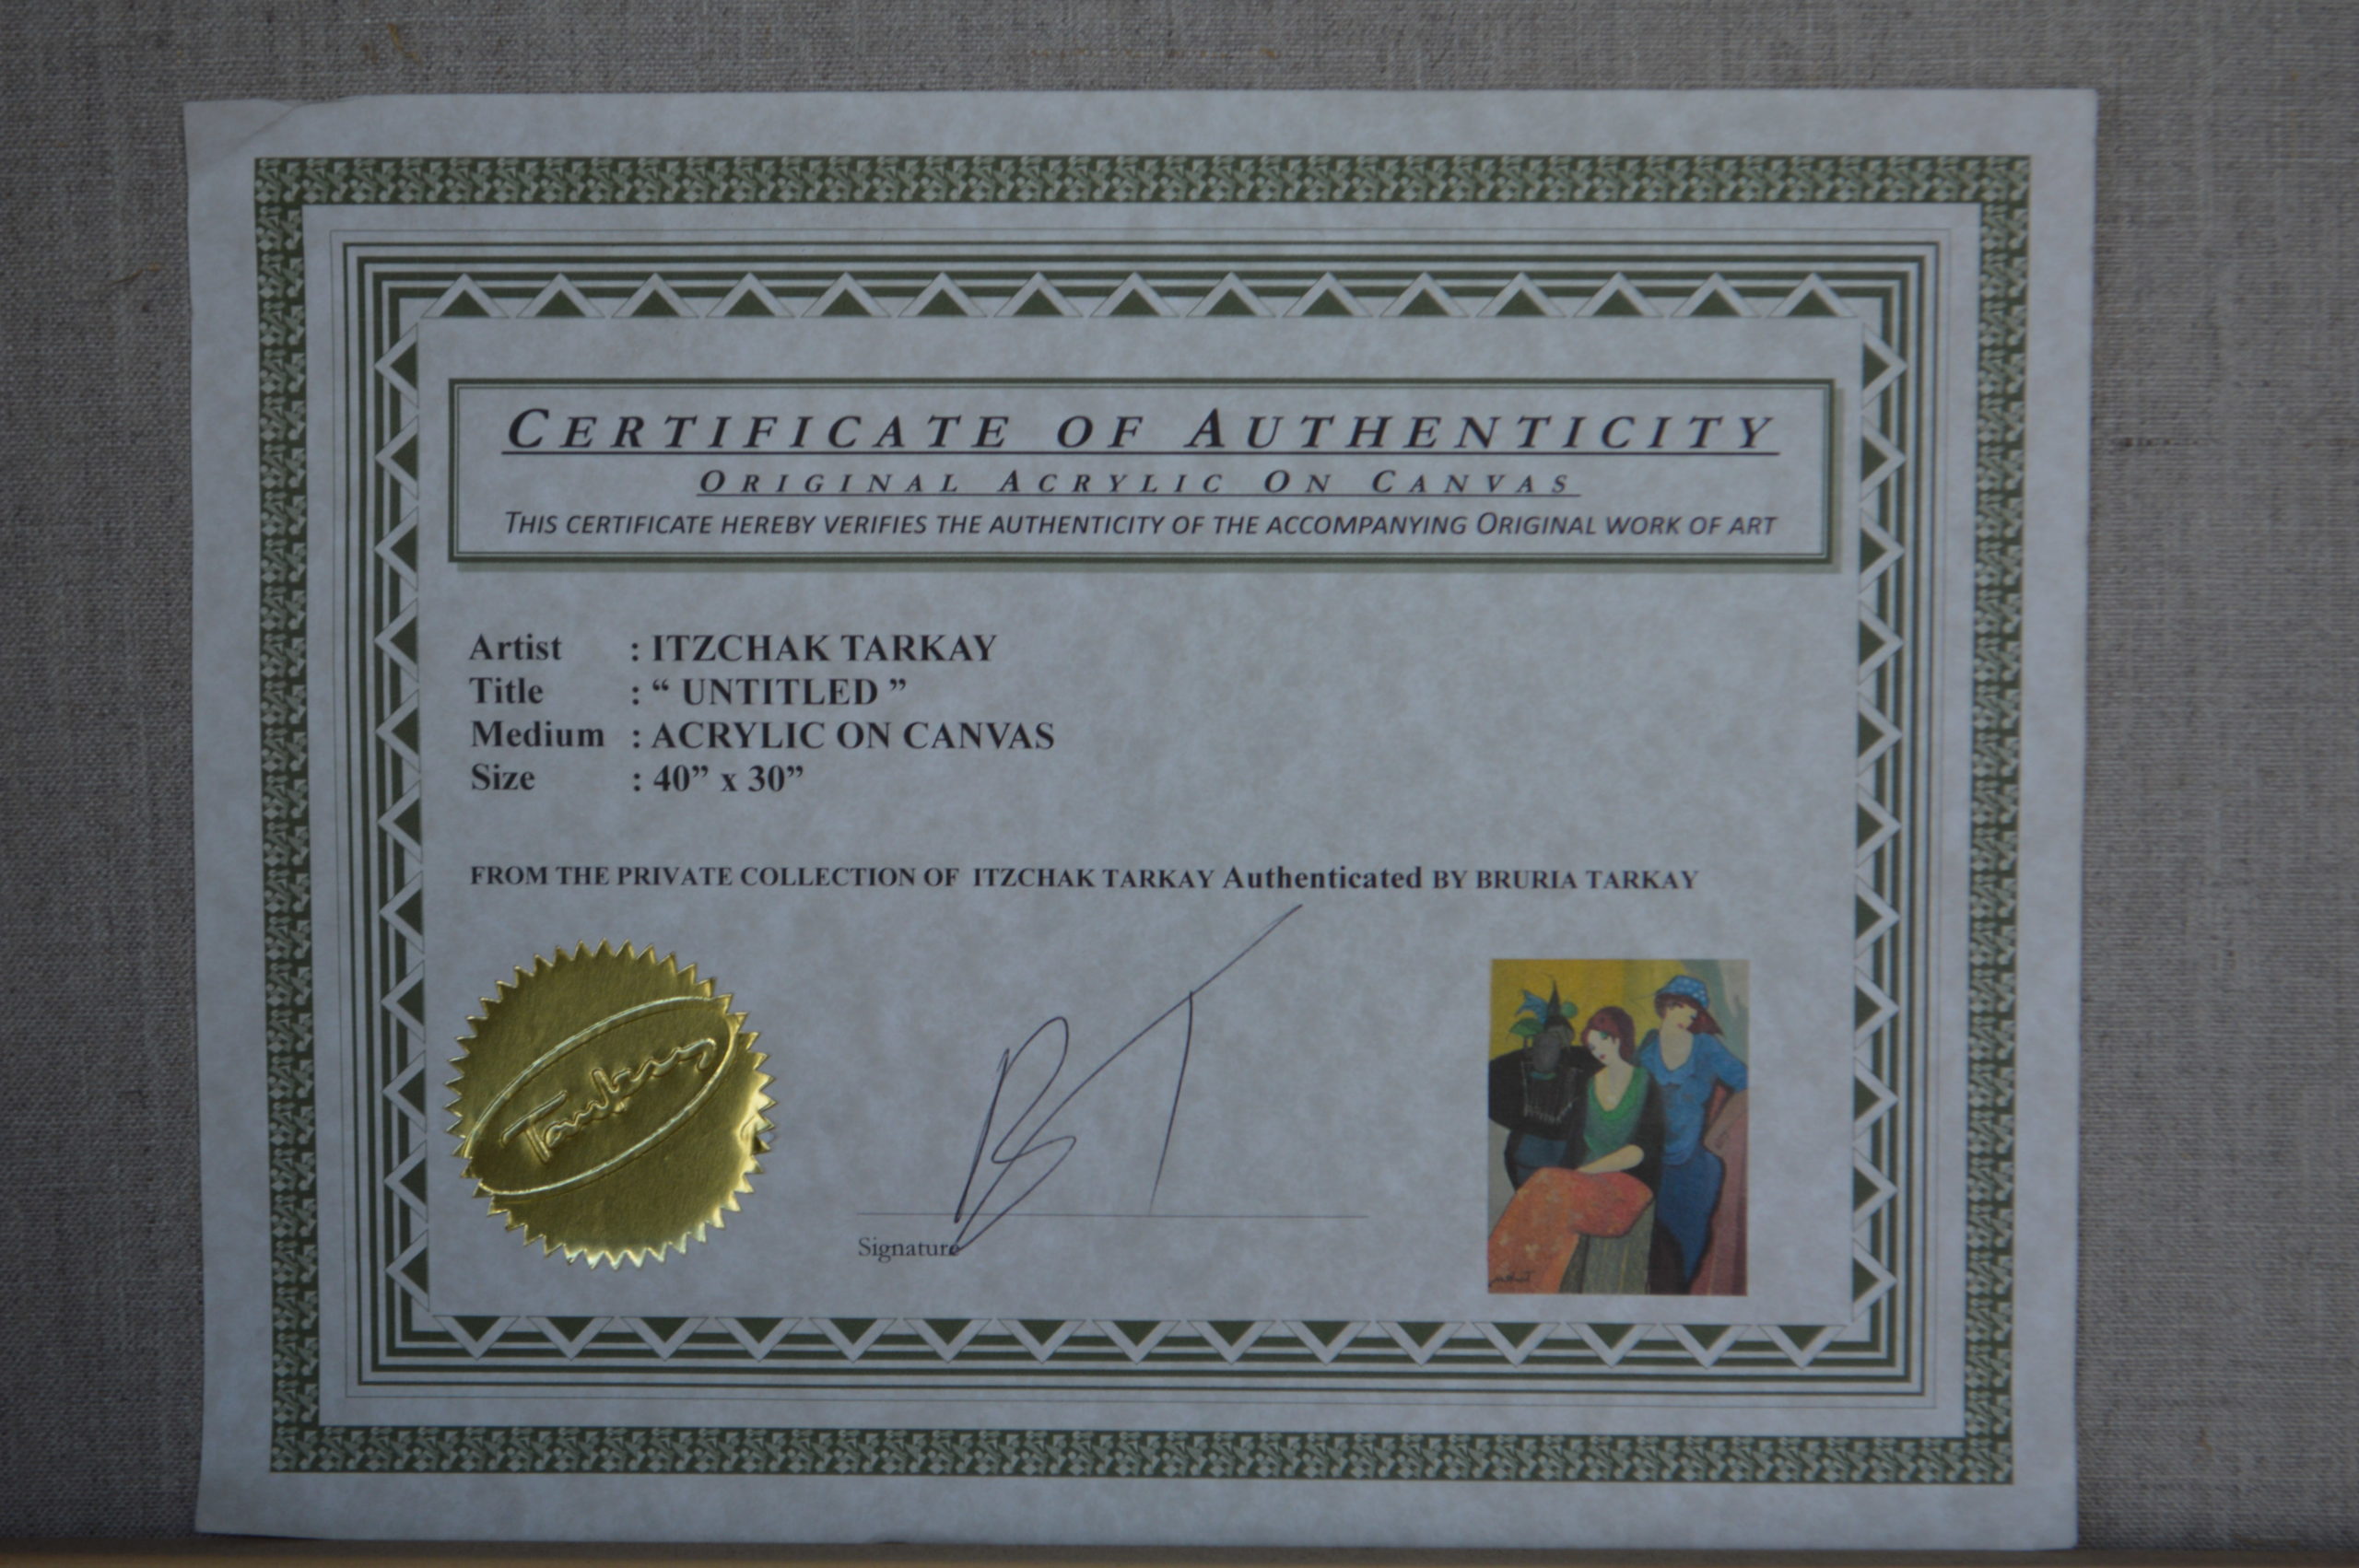 CERTIFICATE OF AUTHENTICITY
ORIGINAL ACRYLIC ON CANVAS
THIS CERTIFICATE HEREBY VERIFIES THE AUTHENTICITY OF THE ACCOMPANYING ORIGINAL WORK OF ART
Artist : ITZCHAK TARKAY
Title : “ UNTITLED ”
Medium : ACRYLIC ON CANVAS
Size : 40” x 30”
FROM THE PRIVATE COLLECTION OF ITZCHAK TARKAY Authenticated BY BRURIA TARKAY
Tarkay
BT
Signature